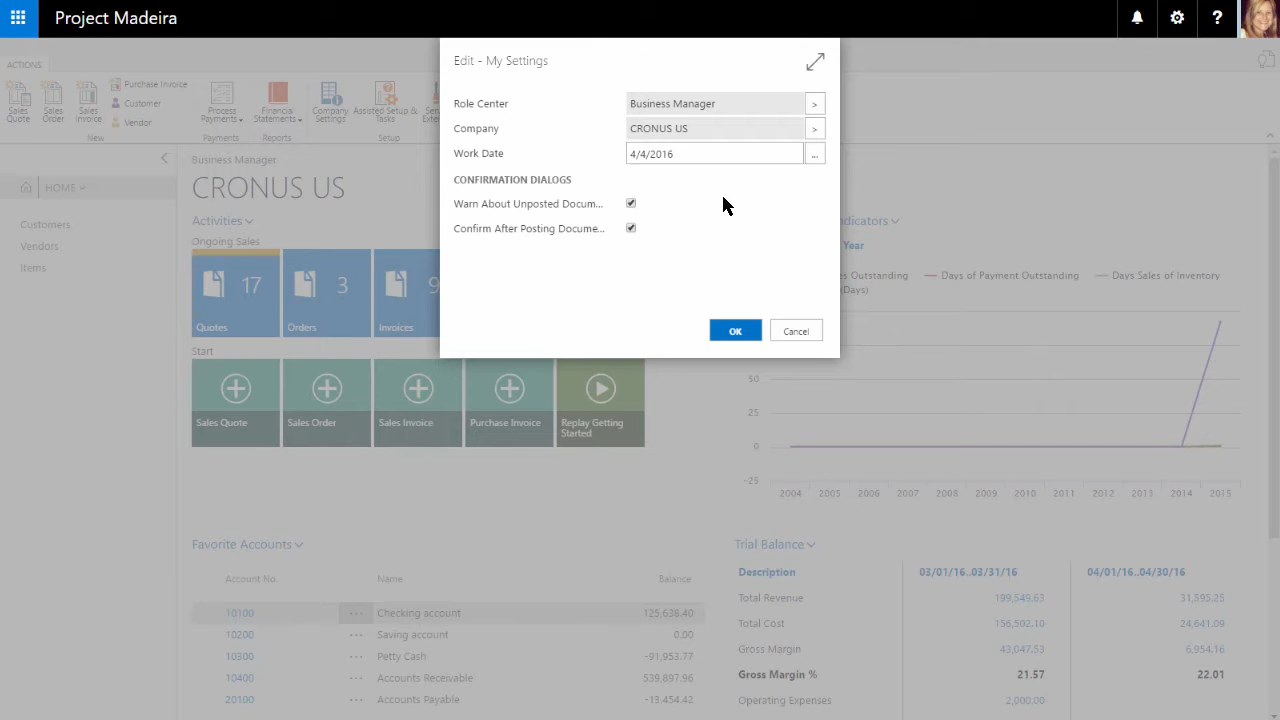 Project Madeira
?
ACTIONS
Sales Quote
Sales Order
Sales Invoice
Purchase Invoice
Customer
Vendor
New
Process Payments
Payments
Financial Statements
Reports
Company Settings
Assisted Setup & Tasks
Setup
Edit - My Settings
Role Center
Business Manager
>
Company
CRONUS US
>
Work Date
4/4/2016
...
CONFIRMATION DIALOGS
Warn About Unposted Docum...
Confirm After Posting Docume...
OK
Cancel
HOME
Customers
Vendors
Items
Business Manager
CRONUS US
Activities
Ongoing Sales
17
Quotes
3
Orders
9
Invoices
Start
Sales Quote
Sales Order
Sales Invoice
Purchase Invoice
Replay Getting Started
Year
Days of Payment Outstanding
Days Sales of Inventory
50
25
0
-25
2004 2005 2006 2007 2008 2009 2010 2011 2012 2013 2014 2015
Favorite Accounts
Account No. Name Balance
10100 ... Checking account 125,638.40
10200 ... Saving account 0.00
10300 ... Petty Cash -91,953.77
10400 ... Accounts Receivable 539,897.96
20100 ... Accounts Payable -13,454.42
Trial Balance
Description 03/01/16..03/31/16 04/01/16..04/30/16
Total Revenue 199,549.63 31,595.25
Total Cost 156,502.10 24,641.09
Gross Margin 43,047.53 6,954.16
Gross Margin % 21.57 22.01
Operating Expenses 2,000.00